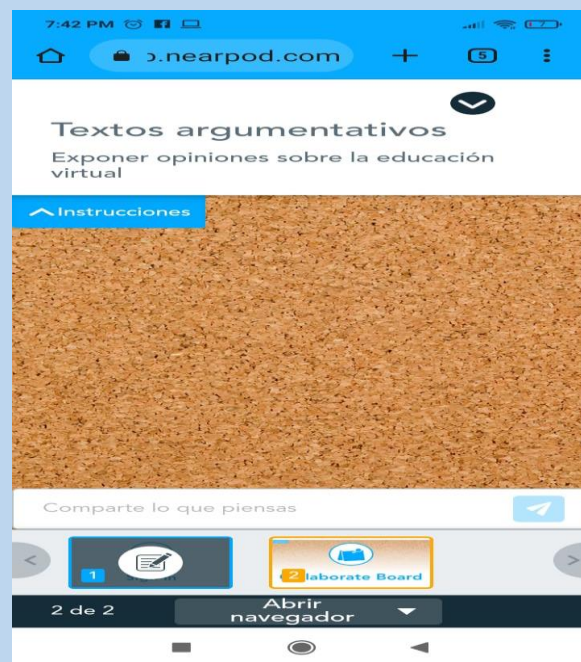 7:42 PM
ɔ.nearpod.com
5
Textos argumentativos
Exponer opiniones sobre la educación
virtual
Instrucciones
Comparte lo que piensas
1
2
laborate Board
2 de 2
Abrir
navegador